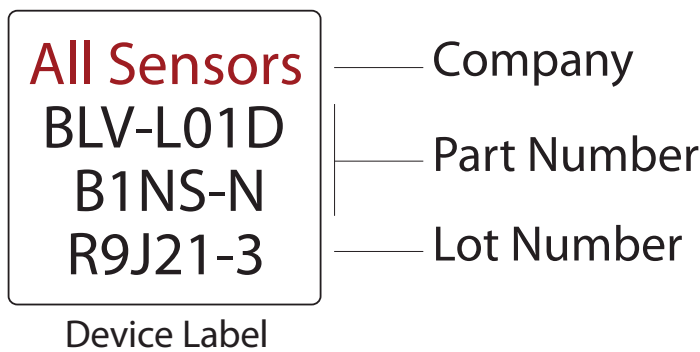 All Sensors
BLV-L01D
B1NS-N
R9J21-3
Company
Part Number
Lot Number
Device Label